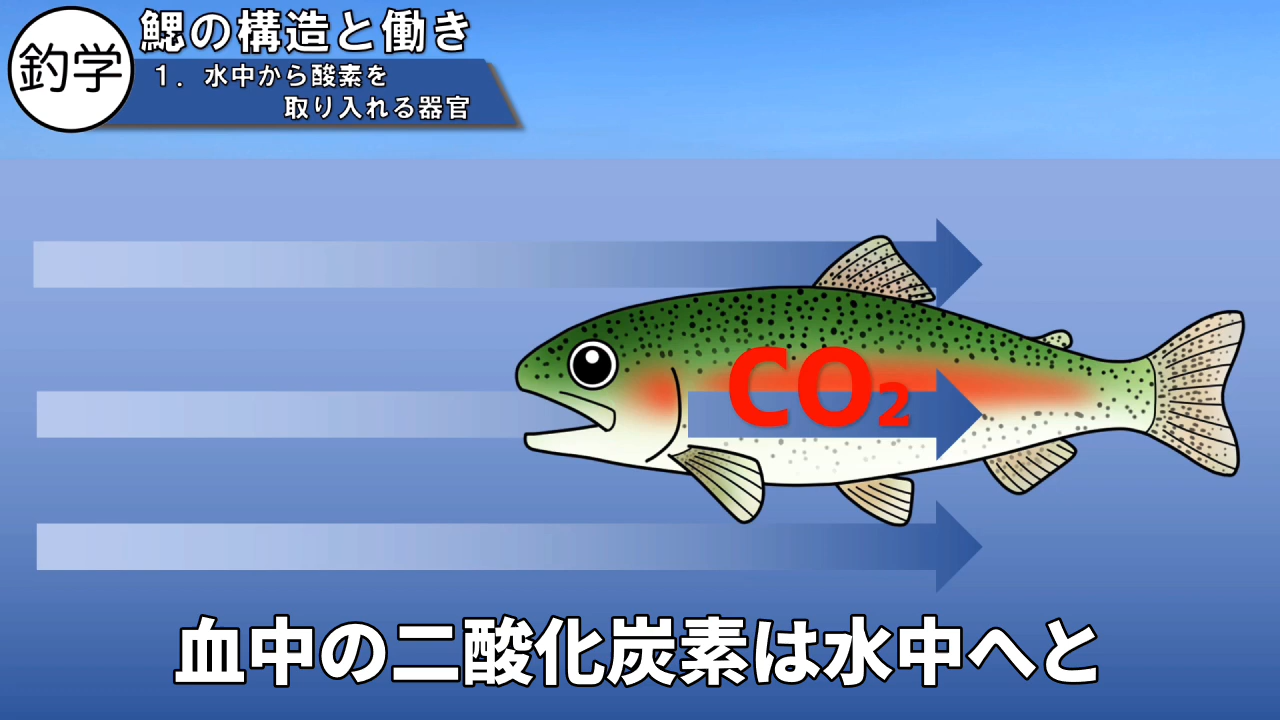 釣学
鰓の構造と働き
１．水中から酸素を
取り入れる器官
CO₂
血中の二酸化炭素は水中へと